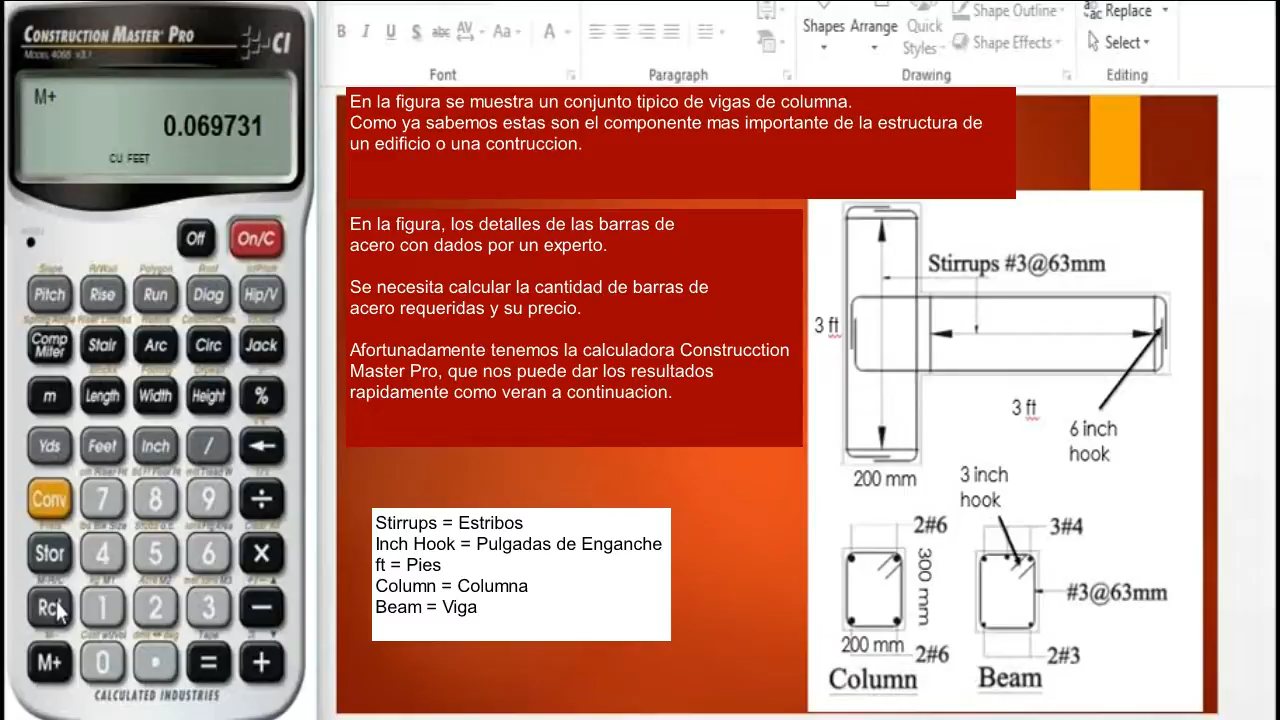 CONSTRUCTION MASTER PRO
MODEL 4065 V3.1
CI
M+
0.069731
CU FEET
Off
On/C
Pitch Rise Run Diag Hip/V
Comp Miter Stair Arc Circ Jack
m Length Width Height %
Yds Feet Inch /
Conv 7 8 9 ÷
Stor 4 5 6 X
Rcl 1 2 3 −
M+ 0 • = +
CALCULATED INDUSTRIES
B I U S abc AV Aa A
Shapes Arrange Quick Styles
Shape Outline
Shape Effects
Replace
Select
Font Paragraph Drawing Editing
En la figura se muestra un conjunto tipico de vigas de columna.
Como ya sabemos estas son el componente mas importante de la estructura de
un edificio o una contruccion.
En la figura, los detalles de las barras de
acero con dados por un experto.
Se necesita calcular la cantidad de barras de
acero requeridas y su precio.
Afortunadamente tenemos la calculadora Construcction
Master Pro, que nos puede dar los resultados
rapidamente como veran a continuacion.
Stirrups = Estribos
Inch Hook = Pulgadas de Enganche
ft = Pies
Column = Columna
Beam = Viga
Stirrups #3@63mm
3 ft
3 ft
6 inch
hook
200 mm
3 inch
hook
2#6
3#4
300 mm
#3@63mm
200 mm
2#6
2#3
Column
Beam